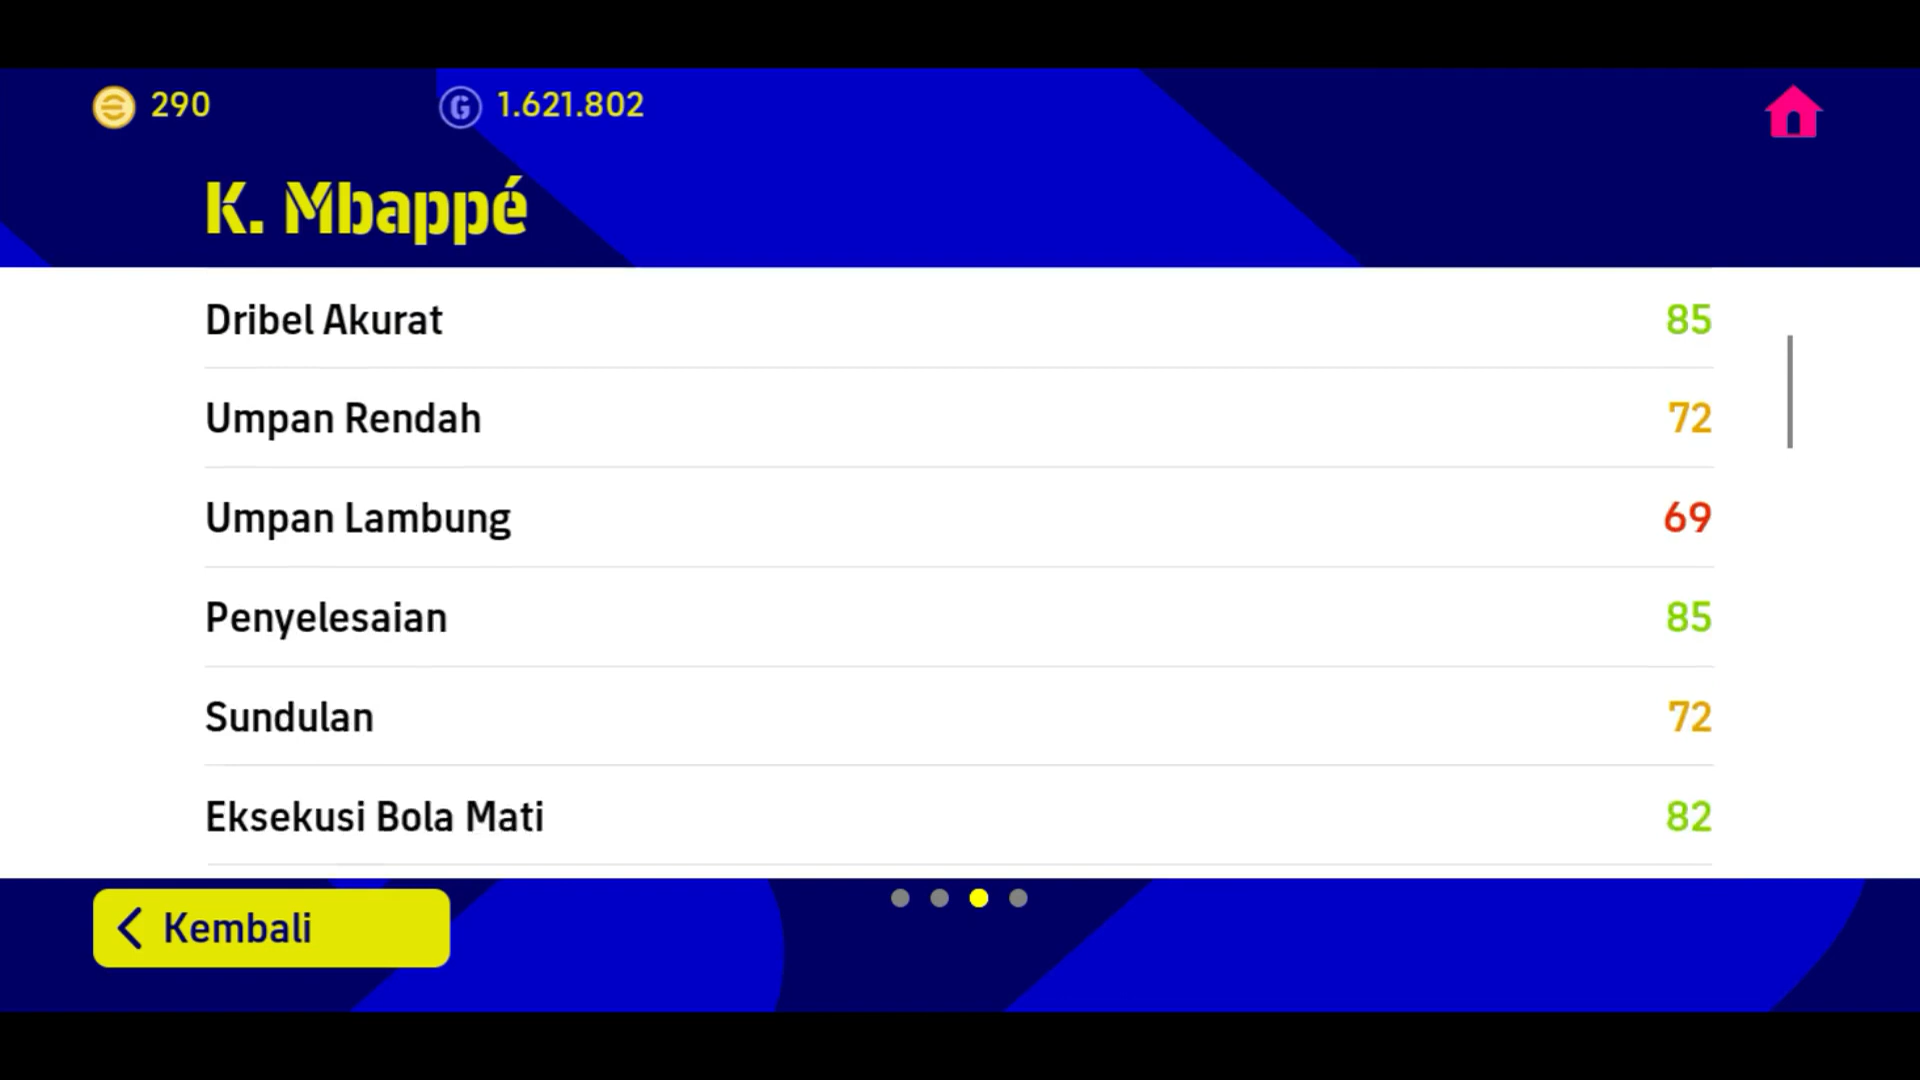 290
1.621.802
K. Mbappé
Dribel Akurat 85
Umpan Rendah 72
Umpan Lambung 69
Penyelesaian 85
Sundulan 72
Eksekusi Bola Mati 82
Kembali